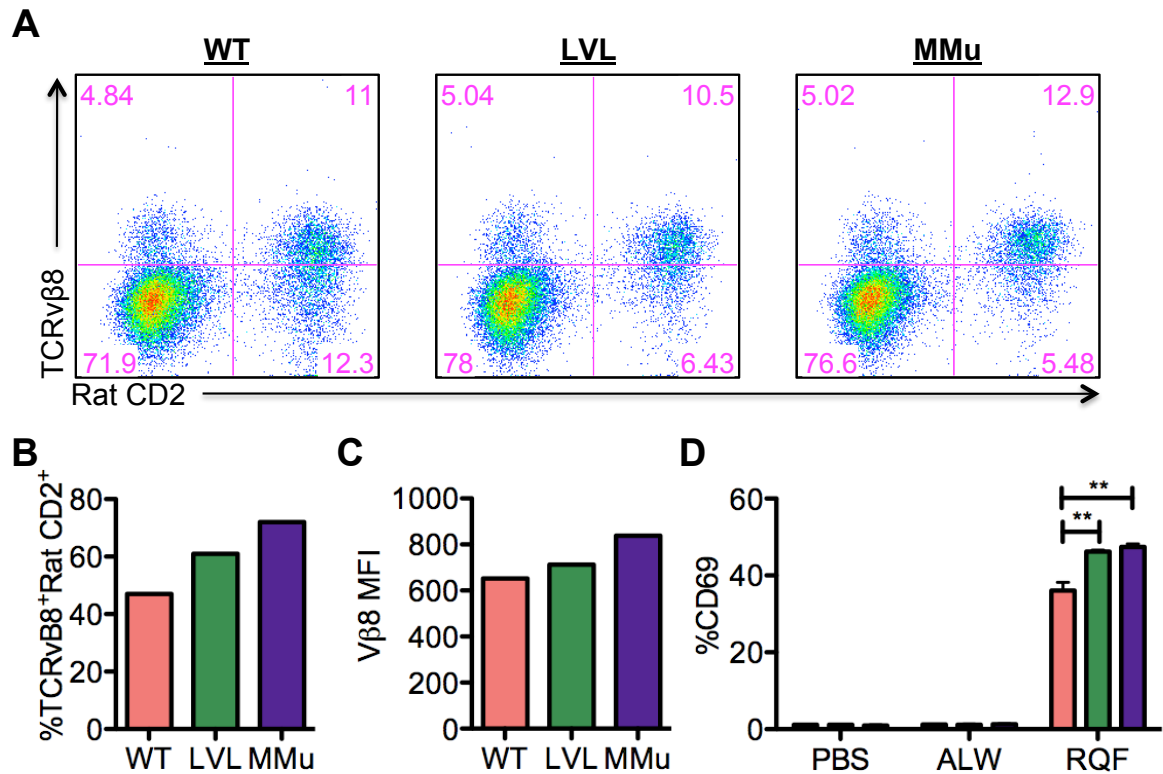 A
WT LVL MMu
4.84 11 5.04 10.5 5.02 12.9
TCRvβ8
71.9 12.3 78 6.43 76.6 5.48
Rat CD2
B
%TCRvB8+Rat CD2+
80
60
40
20
0
WT LVL MMu
C
Vβ8 MFI
1000
800
600
400
200
0
WT LVL MMu
D
%CD69
60
40
20
0
**
**
PBS ALW RQF